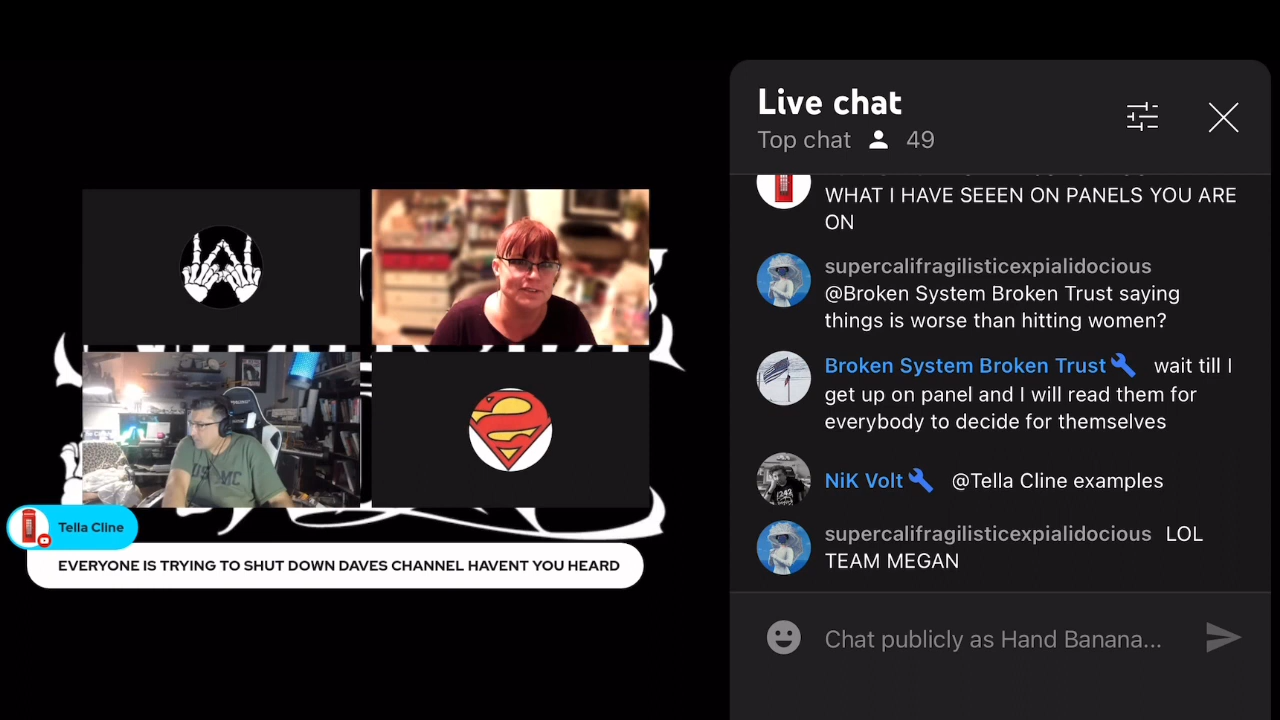 Live chat
Top chat 49
WHAT I HAVE SEEEN ON PANELS YOU ARE
ON
supercalifragilisticexpialidocious
@Broken System Broken Trust saying
things is worse than hitting women?
Broken System Broken Trust wait till I
get up on panel and I will read them for
everybody to decide for themselves
NiK Volt @Tella Cline examples
supercalifragilisticexpialidocious LOL
TEAM MEGAN
Chat publicly as Hand Banana...
USMC
Tella Cline
EVERYONE IS TRYING TO SHUT DOWN DAVES CHANNEL HAVENT YOU HEARD